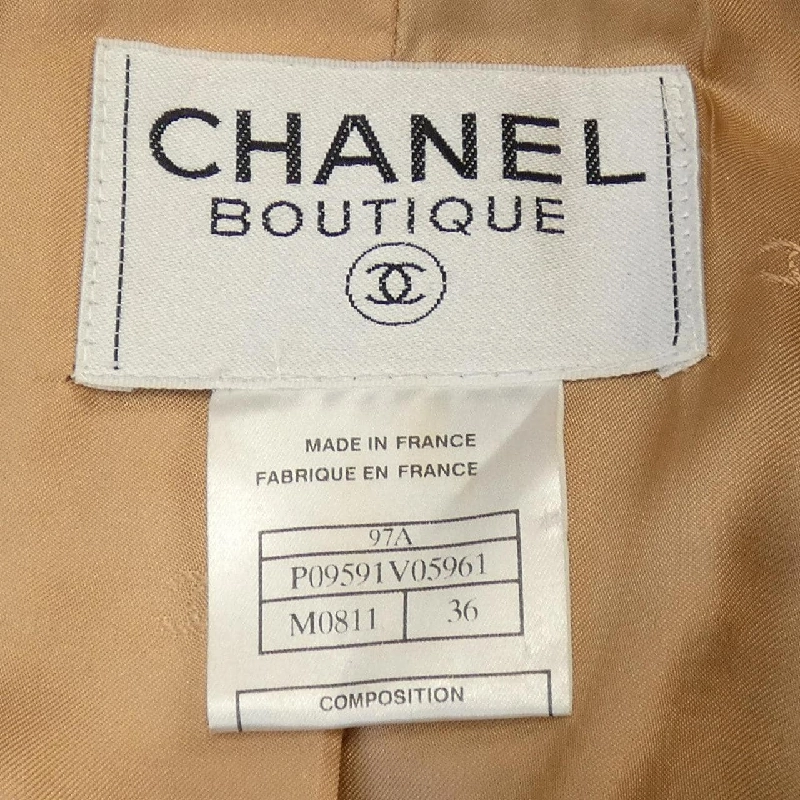 CHANEL
BOUTIQUE
MADE IN FRANCE
FABRIQUE EN FRANCE
97A
P09591V05961
M0811 36
COMPOSITION